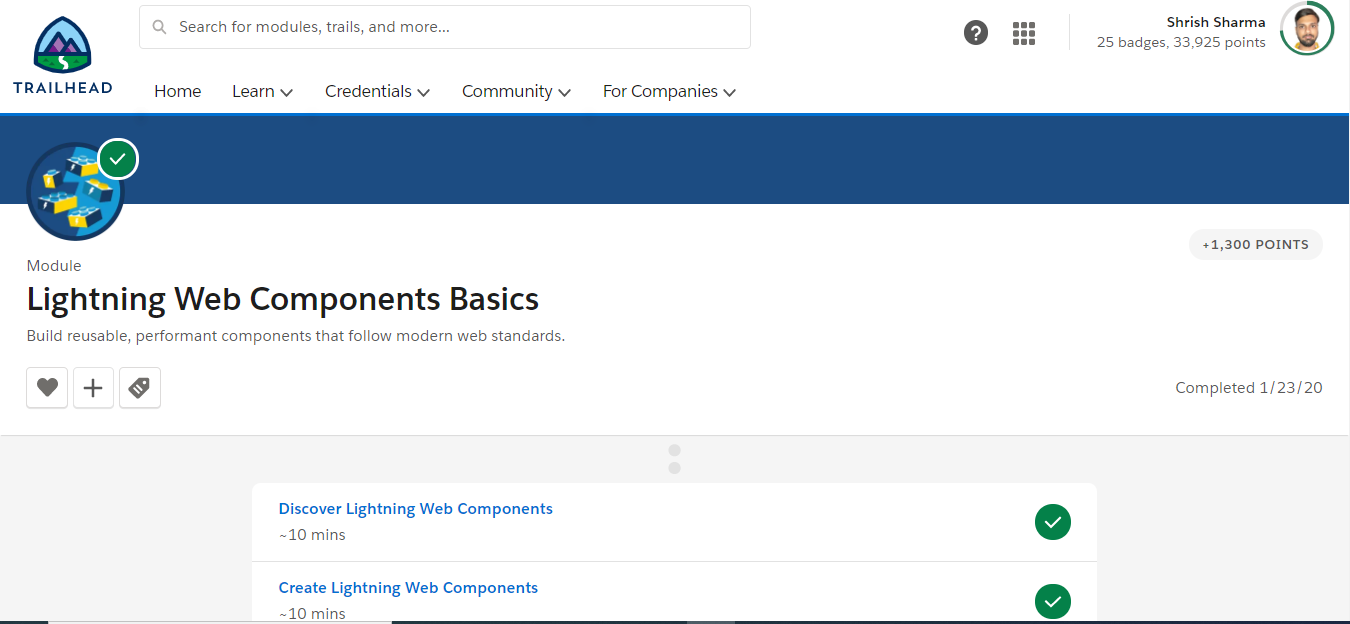 Search for modules, trails, and more...
?
Shrish Sharma
25 badges, 33,925 points
TRAILHEAD
Home Learn Credentials Community For Companies
+1,300 POINTS
Module
Lightning Web Components Basics
Build reusable, performant components that follow modern web standards.
Completed 1/23/20
Discover Lightning Web Components
~10 mins
Create Lightning Web Components
~10 mins